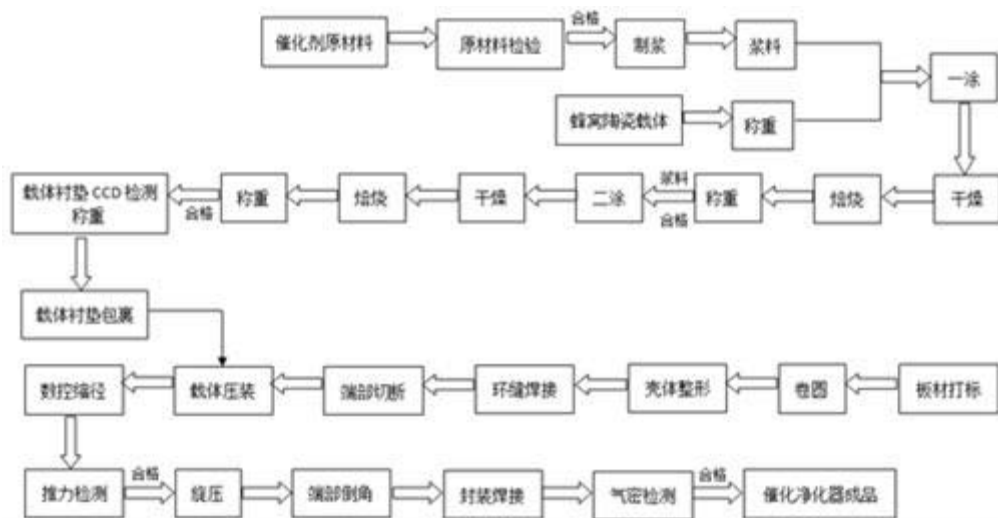 催化剂原材料
原材料检验
合格
制浆
浆料
一涂
蜂窝陶瓷载体
称重
载体衬垫 CCD 检测
称重
合格
称重
焙烧
干燥
二涂
浆料
合格
称重
焙烧
干燥
载体衬垫包裹
数控缩径
载体压装
端部切断
环缝焊接
壳体整形
卷圆
板材打标
推力检测
合格
旋压
端部倒角
封装焊接
气密检测
合格
催化净化器成品